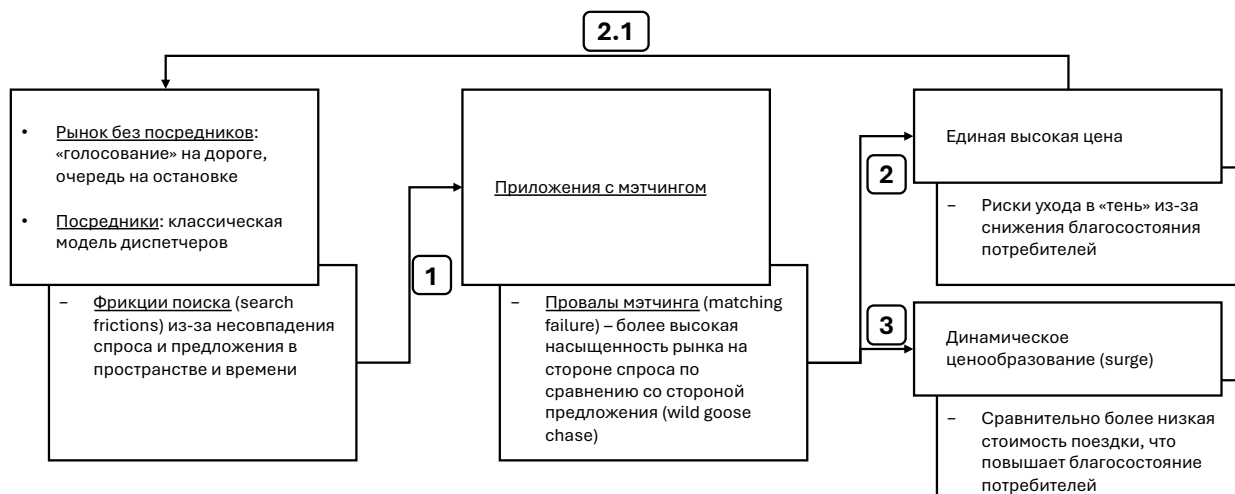 2.1
• Рынок без посредников:
«голосование» на дороге,
очередь на остановке
• Посредники: классическая
модель диспетчеров
– Фрикции поиска (search
frictions) из-за несовпадения
спроса и предложения в
пространстве и времени
1
Приложения с мэтчингом
– Провалы мэтчинга (matching
failure) – более высокая
насыщенность рынка на
стороне спроса по
сравнению со стороной
предложения (wild goose
chase)
2
Единая высокая цена
– Риски ухода в «тень» из-за
снижения благосостояния
потребителей
3
Динамическое
ценообразование (surge)
– Сравнительно более низкая
стоимость поездки, что
повышает благосостояние
потребителей